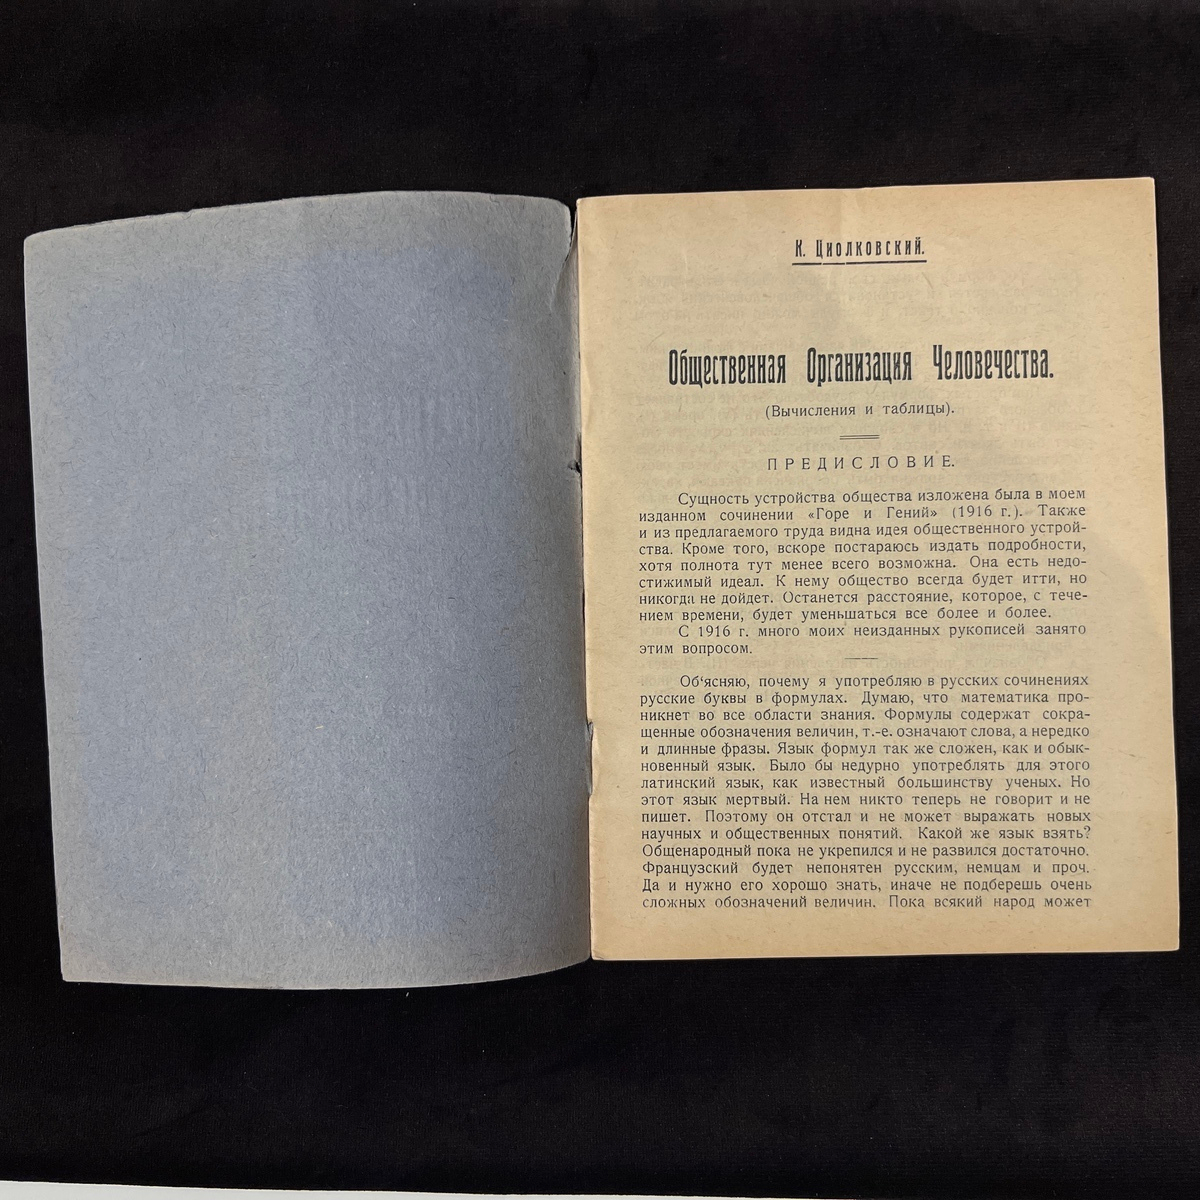 К. Циолковский.
Общественная Организация Человечества.
(Вычисления и таблицы).
ПРЕДИСЛОВИЕ.
Сущность устройства общества изложена была в моем
изданном сочинении «Горе и Гений» (1916 г.). Также
и из предлагаемого труда видна идея общественного устрой-
ства. Кроме того, вскоре постараюсь издать подробности,
хотя полнота тут менее всего возможна. Она есть недо-
стижимый идеал. К нему общество всегда будет итти, но
никогда не дойдет. Останется расстояние, которое, с тече-
нием времени, будет уменьшаться все более и более.
С 1916 г. много моих неизданных рукописей занято
этим вопросом.
Об'ясняю, почему я употребляю в русских сочинениях
русские буквы в формулах. Думаю, что математика про-
никнет во все области знания. Формулы содержат сокра-
щенные обозначения величин, т.-е. означают слова, а нередко
и длинные фразы. Язык формул так же сложен, как и обык-
новенный язык. Было бы недурно употреблять для этого
латинский язык, как известный большинству ученых. Но
этот язык мертвый. На нем никто теперь не говорит и не
пишет. Поэтому он отстал и не может выражать новых
научных и общественных понятий. Какой же язык взять?
Общенародный пока не укрепился и не развился достаточно.
Французский будет непонятен русским, немцам и проч.
Да и нужно его хорошо знать, иначе не подберешь очень
сложных обозначений величин. Пока всякий народ может